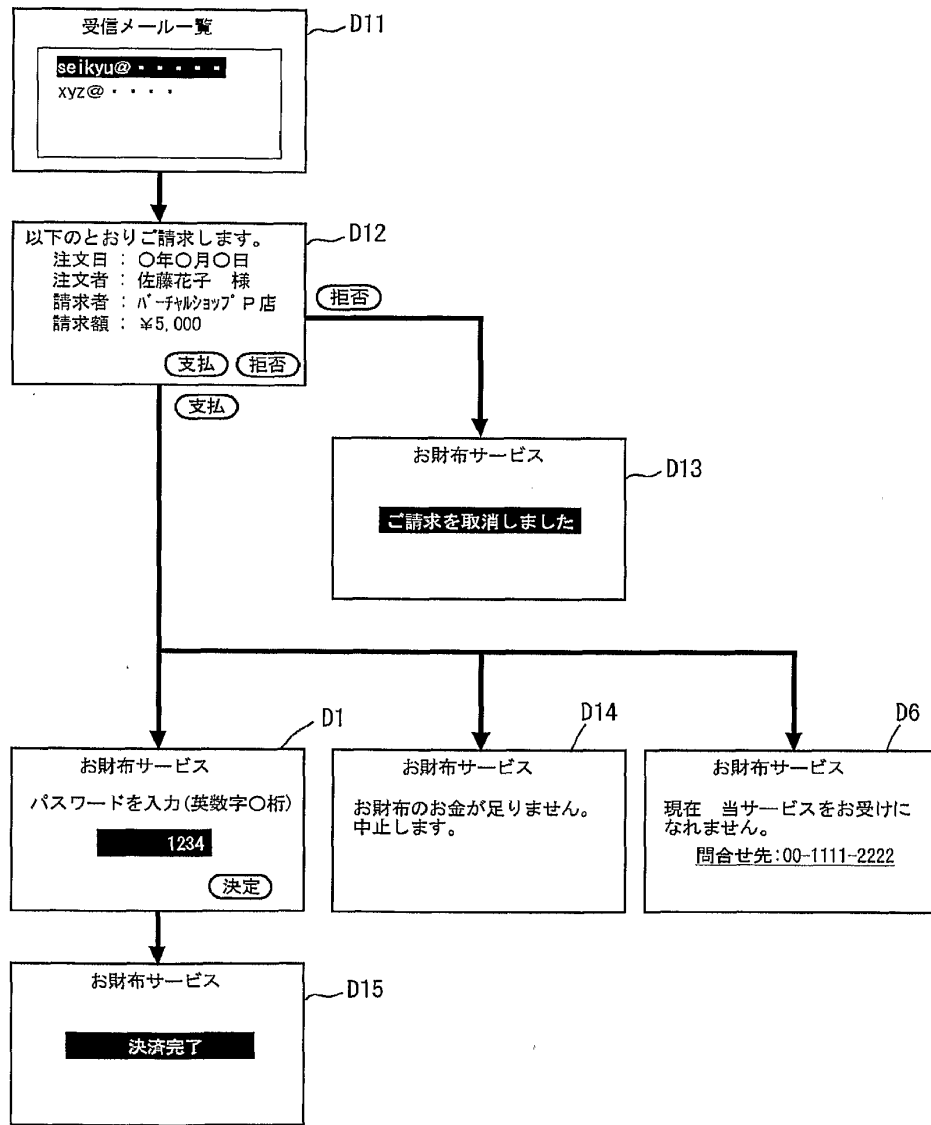 受信メール一覧
D11
seikyu@・・・・・
xyz@・・・・
以下のとおりご請求します。
D12
注文日：〇年〇月〇日
注文者：佐藤花子　様
請求者：ﾊﾞｰﾁｬﾙｼｮｯﾌﾟＰ店
請求額：¥5,000
支払 拒否
拒否
支払
お財布サービス
D13
ご請求を取消しました
D1
お財布サービス
パスワードを入力(英数字〇桁)
1234
決定
D14
お財布サービス
お財布のお金が足りません。
中止します。
D6
お財布サービス
現在　当サービスをお受けに
なれません。
問合せ先:00-1111-2222
お財布サービス
D15
決済完了